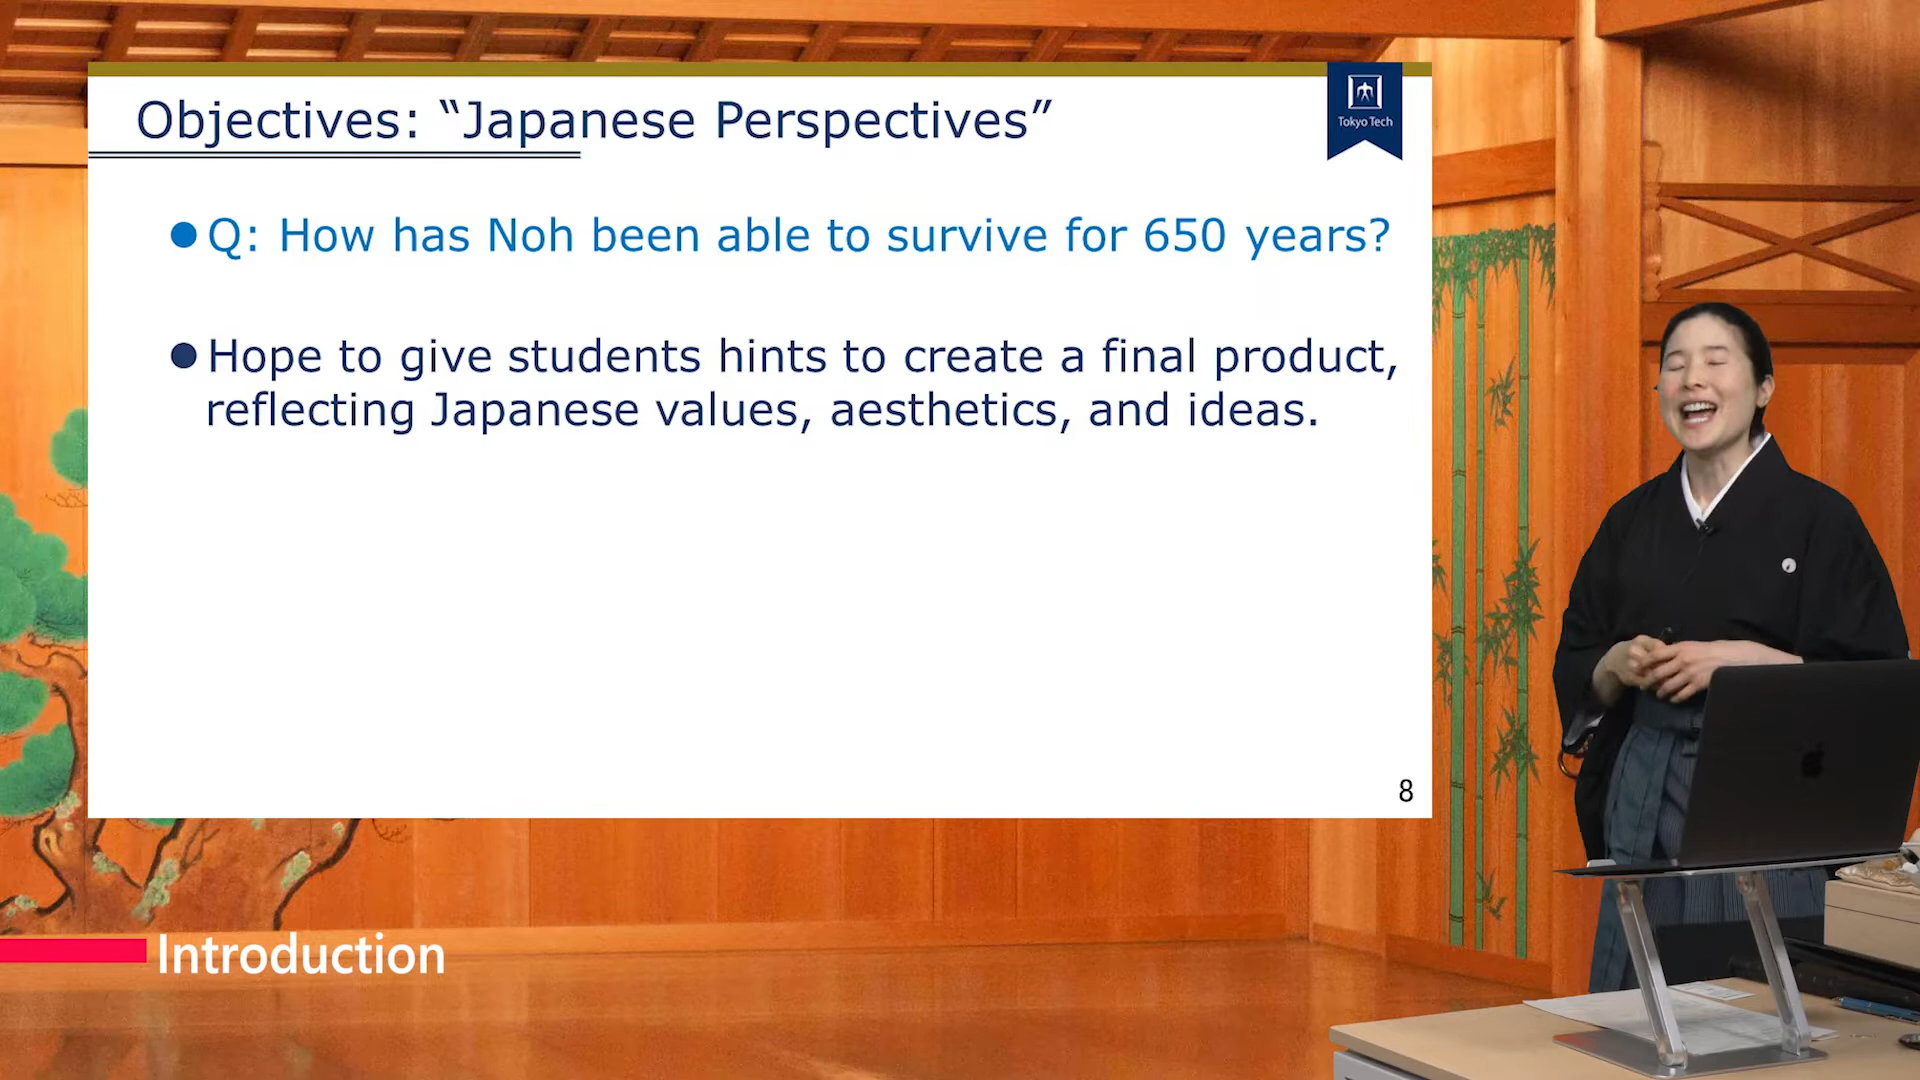 Objectives: “Japanese Perspectives”
Tokyo Tech
Q: How has Noh been able to survive for 650 years?
Hope to give students hints to create a final product,
reflecting Japanese values, aesthetics, and ideas.
8
Introduction